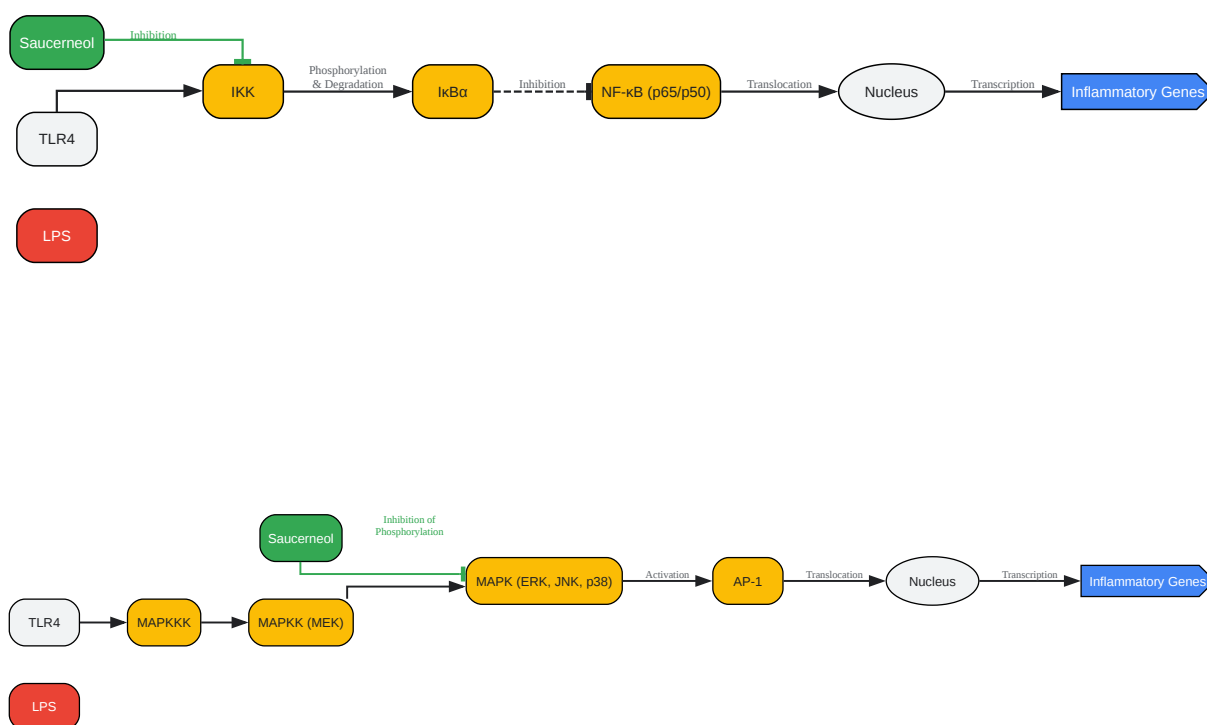 Saucerneol
Inhibition
Phosphorylation
& Degradation
IKK
IκBα
Inhibition
NF-κB (p65/p50)
Translocation
Nucleus
Transcription
Inflammatory Genes
TLR4
LPS
Saucerneol
Inhibition of
Phosphorylation
MAPK (ERK, JNK, p38)
Activation
AP-1
Translocation
Nucleus
Transcription
Inflammatory Genes
TLR4
MAPKKK
MAPKK (MEK)
LPS